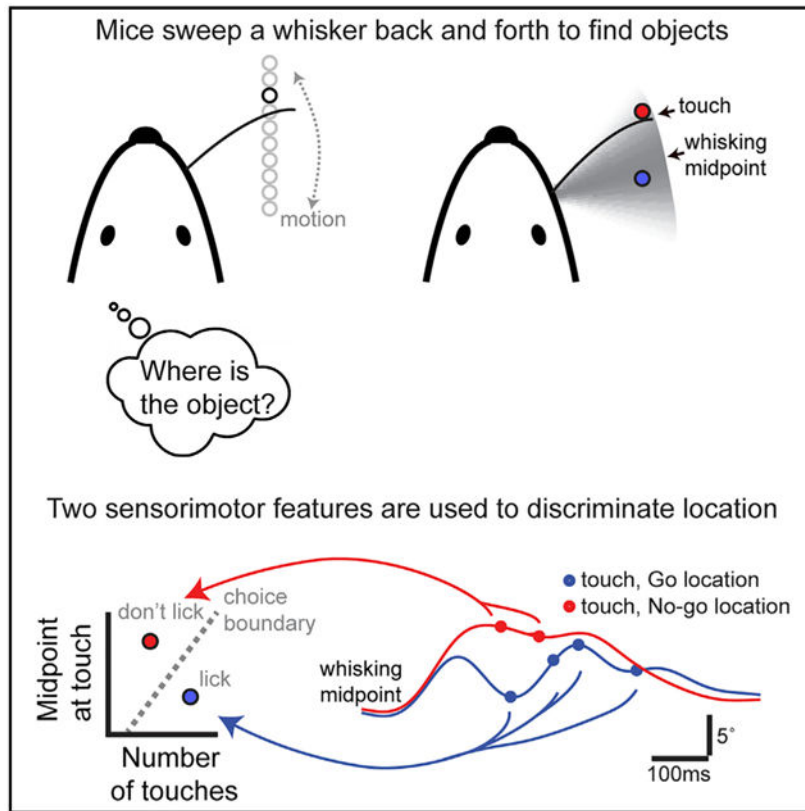 Mice sweep a whisker back and forth to find objects
touch
whisking
midpoint
motion
Where is
the object?
Two sensorimotor features are used to discriminate location
touch, Go location
touch, No-go location
don't lick
choice
boundary
lick
Midpoint
at touch
whisking
midpoint
Number
of touches
5°
100ms